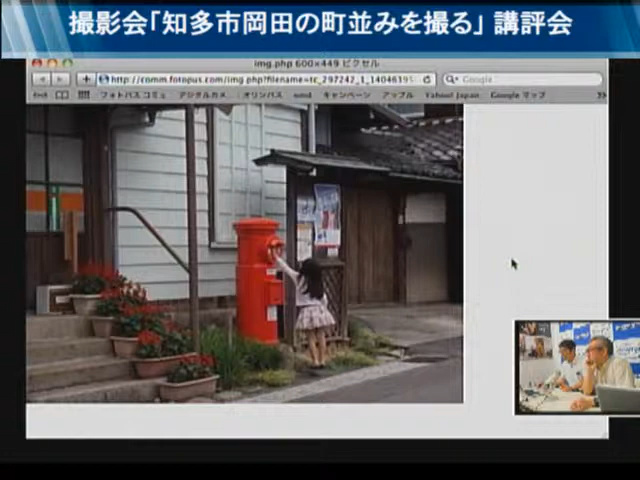 撮影会「知多市岡田の町並みを撮る」 講評会
img.php 600×449 ピクセル
http://comm.fotopus.com/img.php?filename=tc_297242_1_1404639
Google
フォトパス コミュ デジタルカメ... オリンパス キャンペーン アップル Yahoo! Japan Google マップ